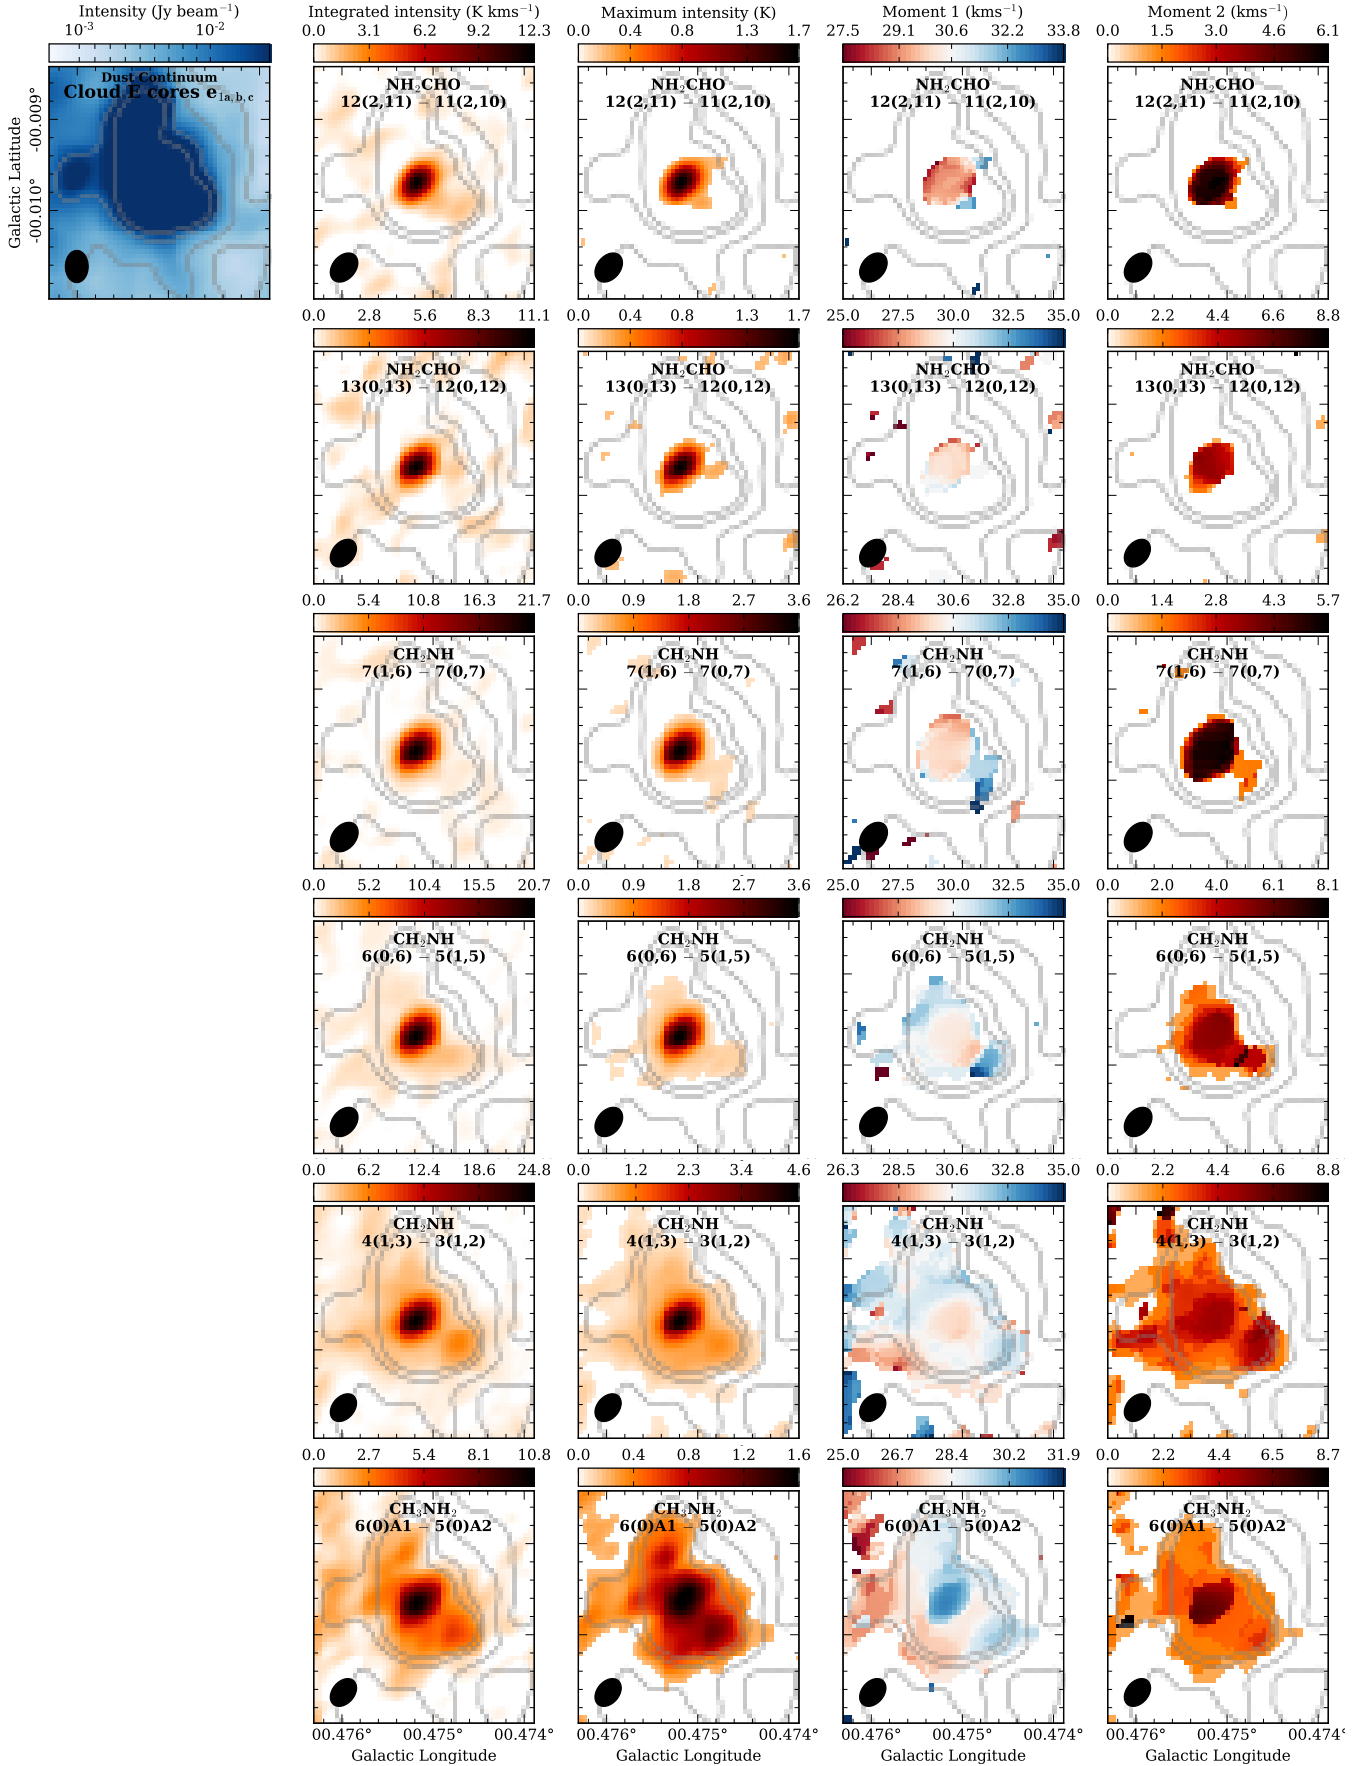 Intensity (Jy beam⁻¹) Integrated intensity (K kms⁻¹) Maximum intensity (K) Moment 1 (kms⁻¹) Moment 2 (kms⁻¹)
10⁻³ 10⁻² 0.0 3.1 6.2 9.2 12.3 0.0 0.4 0.8 1.3 1.7 27.5 29.1 30.6 32.2 33.8 0.0 1.5 3.0 4.6 6.1
Dust Continuum
Cloud E cores e₁ₐ,b,c
Galactic Latitude
-00.009°
-00.010°
NH₂CHO NH₂CHO NH₂CHO NH₂CHO
12(2,11) − 11(2,10) 12(2,11) − 11(2,10) 12(2,11) − 11(2,10) 12(2,11) − 11(2,10)
0.0 2.8 5.6 8.3 11.1 0.0 0.4 0.8 1.3 1.7 25.0 27.5 30.0 32.5 35.0 0.0 2.2 4.4 6.6 8.8
NH₂CHO NH₂CHO NH₂CHO NH₂CHO
13(0,13) − 12(0,12) 13(0,13) − 12(0,12) 13(0,13) − 12(0,12) 13(0,13) − 12(0,12)
0.0 5.4 10.8 16.3 21.7 0.0 0.9 1.8 2.7 3.6 26.2 28.4 30.6 32.8 35.0 0.0 1.4 2.8 4.3 5.7
CH₂NH CH₂NH CH₂NH CH₂NH
7(1,6) − 7(0,7) 7(1,6) − 7(0,7) 7(1,6) − 7(0,7) 7(1,6) − 7(0,7)
0.0 5.2 10.4 15.5 20.7 0.0 0.9 1.8 2.7 3.6 25.0 27.5 30.0 32.5 35.0 0.0 2.0 4.0 6.1 8.1
CH₂NH CH₂NH CH₂NH CH₂NH
6(0,6) − 5(1,5) 6(0,6) − 5(1,5) 6(0,6) − 5(1,5) 6(0,6) − 5(1,5)
0.0 6.2 12.4 18.6 24.8 0.0 1.2 2.3 3.4 4.6 26.3 28.5 30.6 32.8 35.0 0.0 2.2 4.4 6.6 8.8
CH₂NH CH₂NH CH₂NH CH₂NH
4(1,3) − 3(1,2) 4(1,3) − 3(1,2) 4(1,3) − 3(1,2) 4(1,3) − 3(1,2)
0.0 2.7 5.4 8.1 10.8 0.0 0.4 0.8 1.2 1.6 25.0 26.7 28.4 30.2 31.9 0.0 2.2 4.4 6.5 8.7
CH₃NH₂ CH₃NH₂ CH₃NH₂ CH₃NH₂
6(0)A1 − 5(0)A2 6(0)A1 − 5(0)A2 6(0)A1 − 5(0)A2 6(0)A1 − 5(0)A2
00.476° 00.475° 00.474° 00.476° 00.475° 00.474° 00.476° 00.475° 00.474° 00.476° 00.475° 00.474°
Galactic Longitude Galactic Longitude Galactic Longitude Galactic Longitude